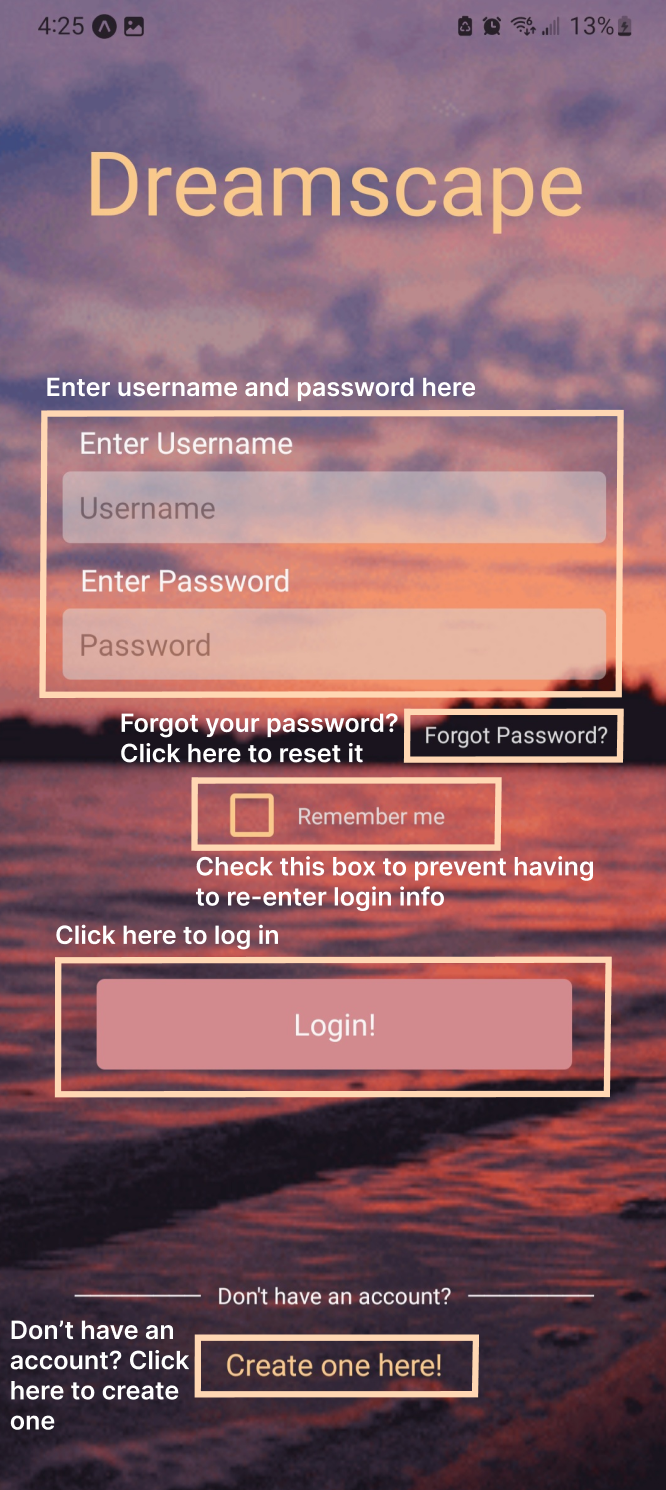 4:25
13%
Dreamscape
Enter username and password here
Enter Username
Username
Enter Password
Password
Forgot your password?
Click here to reset it
Forgot Password?
Remember me
Check this box to prevent having
to re-enter login info
Click here to log in
Login!
Don't have an account?
Don’t have an
account? Click
here to create
one
Create one here!